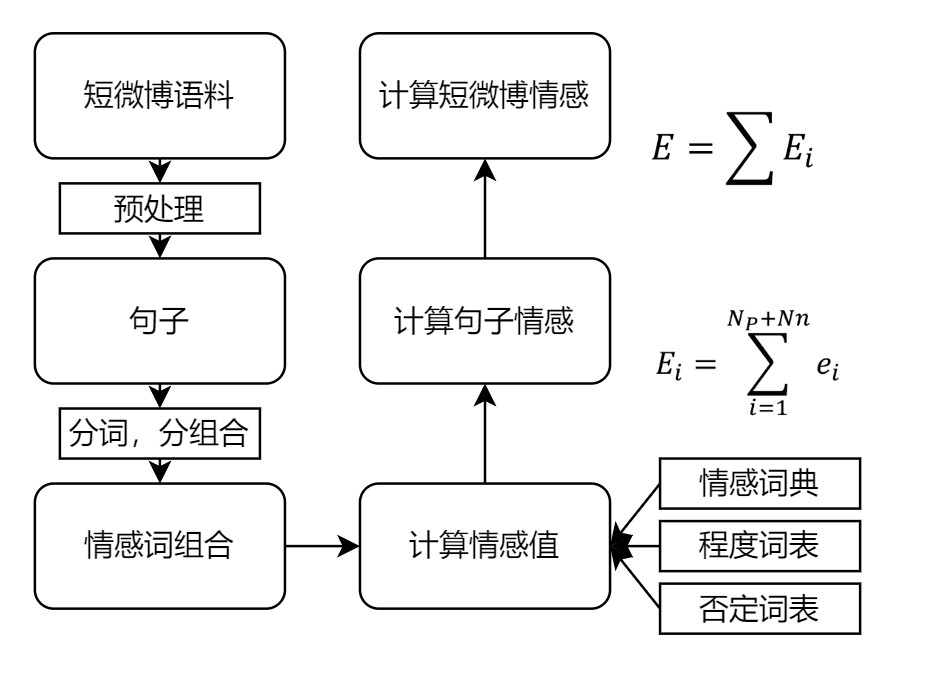 短微博语料
预处理
句子
分词，分组合
情感词组合
计算情感值
情感词典
程度词表
否定词表
计算句子情感
E_i = \sum_{i=1}^{N_P+Nn} e_i
计算短微博情感
E = \sum E_i